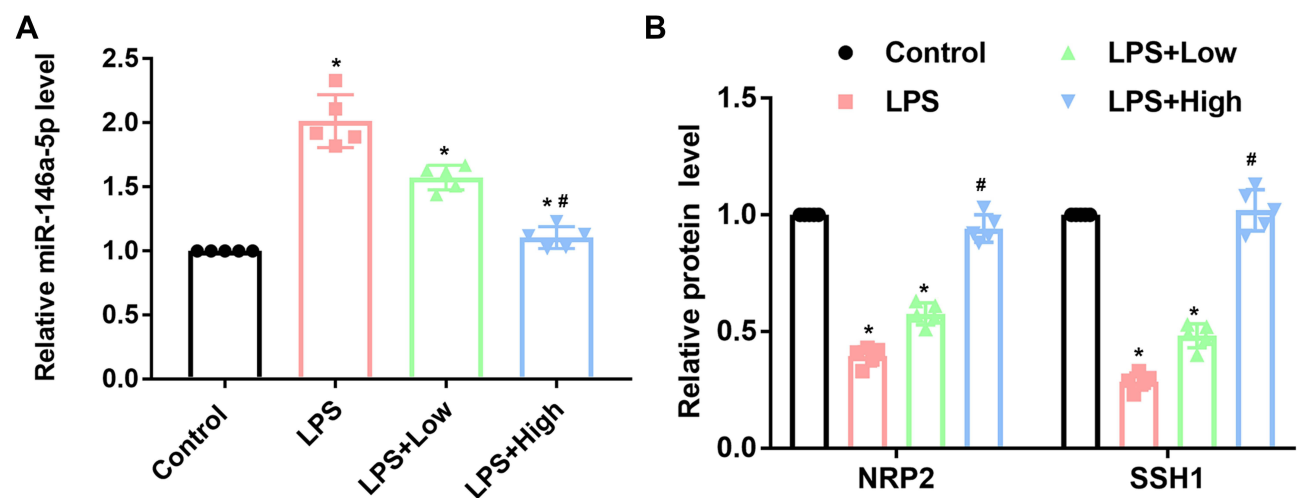 A
Relative miR-146a-5p level
2.5
2.0
1.5
1.0
0.5
0.0
*
*
* #
Control
LPS
LPS+Low
LPS+High
B
Control
LPS
LPS+Low
LPS+High
Relative protein level
1.5
1.0
0.5
0.0
*
*
#
*
*
#
NRP2
SSH1